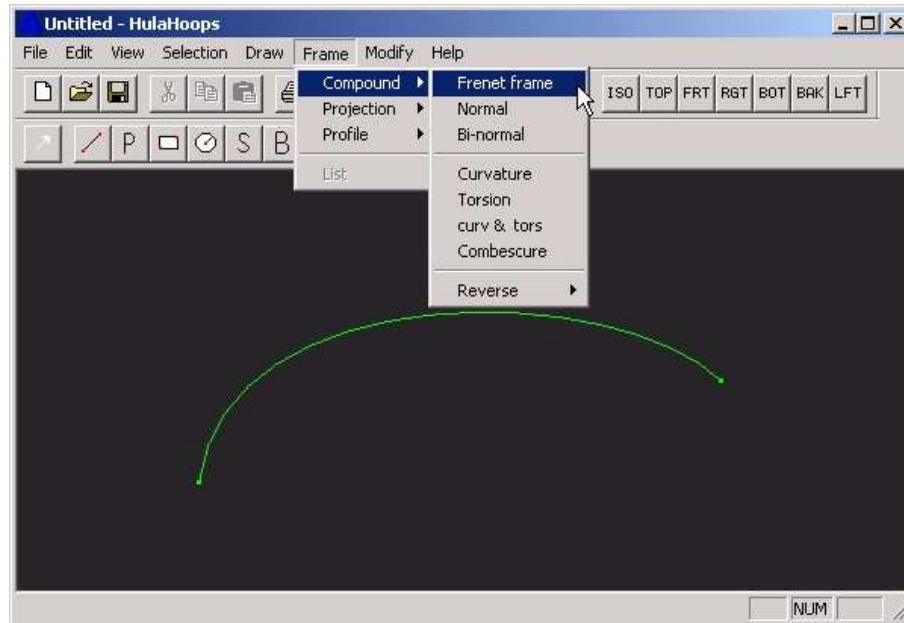 Untitled - HulaHoops
File Edit View Selection Draw Frame Modify Help
Compound Frenet frame
ISO TOP FRT RGT BOT BAK LFT
Projection Normal
Profile Bi-normal
P S B
List Curvature
Torsion
curv & tors
Combescure
Reverse
NUM